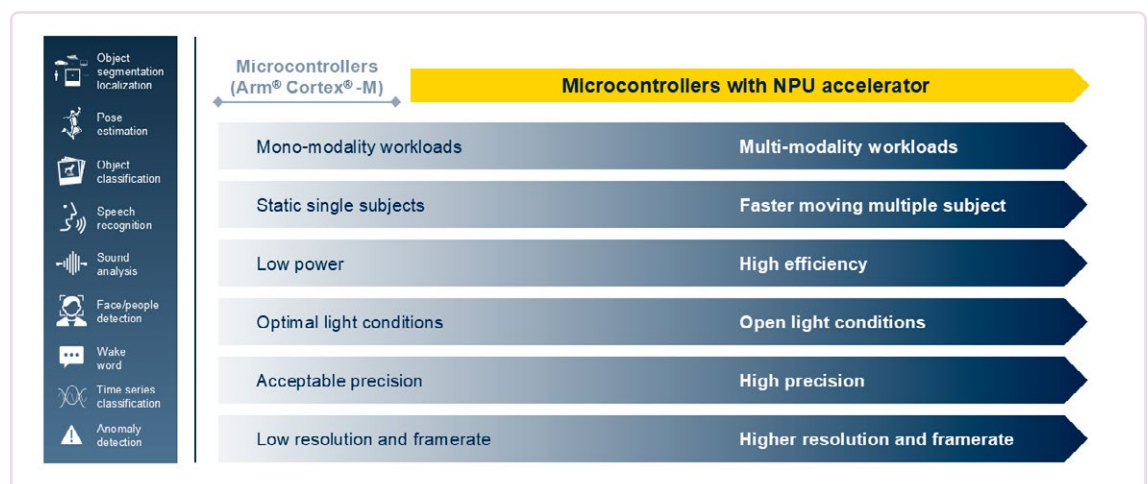 Object
segmentation
localization
Pose
estimation
Object
classification
Speech
recognition
Sound
analysis
Face/people
detection
Wake
word
Time series
classification
Anomaly
detection
Microcontrollers
(Arm® Cortex®-M)
Microcontrollers with NPU accelerator
Mono-modality workloads
Multi-modality workloads
Static single subjects
Faster moving multiple subject
Low power
High efficiency
Optimal light conditions
Open light conditions
Acceptable precision
High precision
Low resolution and framerate
Higher resolution and framerate